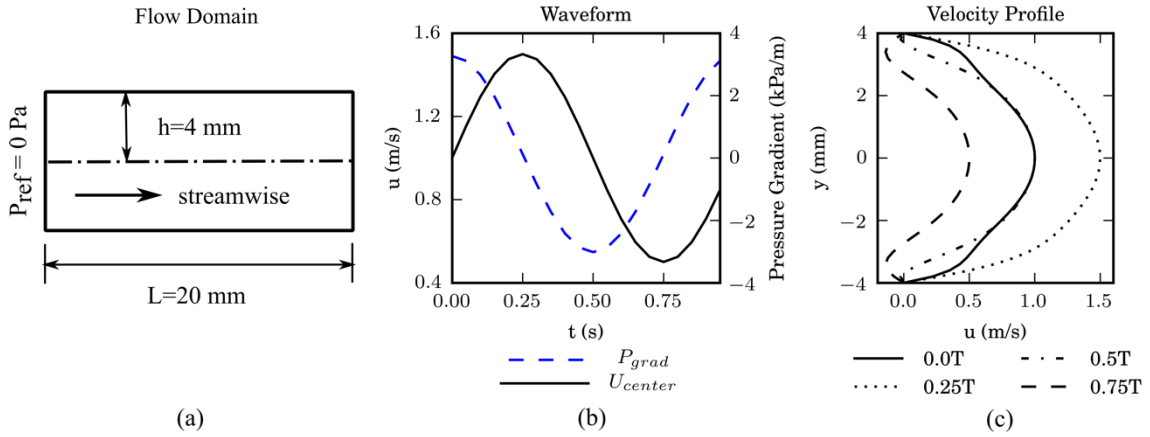 Flow Domain
P_ref = 0 Pa
h=4 mm
streamwise
L=20 mm
(a)
Waveform
1.6
1.2
0.8
0.4
u (m/s)
4
2
0
−2
−4
Pressure Gradient (kPa/m)
0.00
0.25
0.50
0.75
t (s)
P_grad
U_center
(b)
Velocity Profile
4
2
0
−2
−4
y (mm)
0.0
0.5
1.0
1.5
u (m/s)
0.0T
0.5T
0.25T
0.75T
(c)